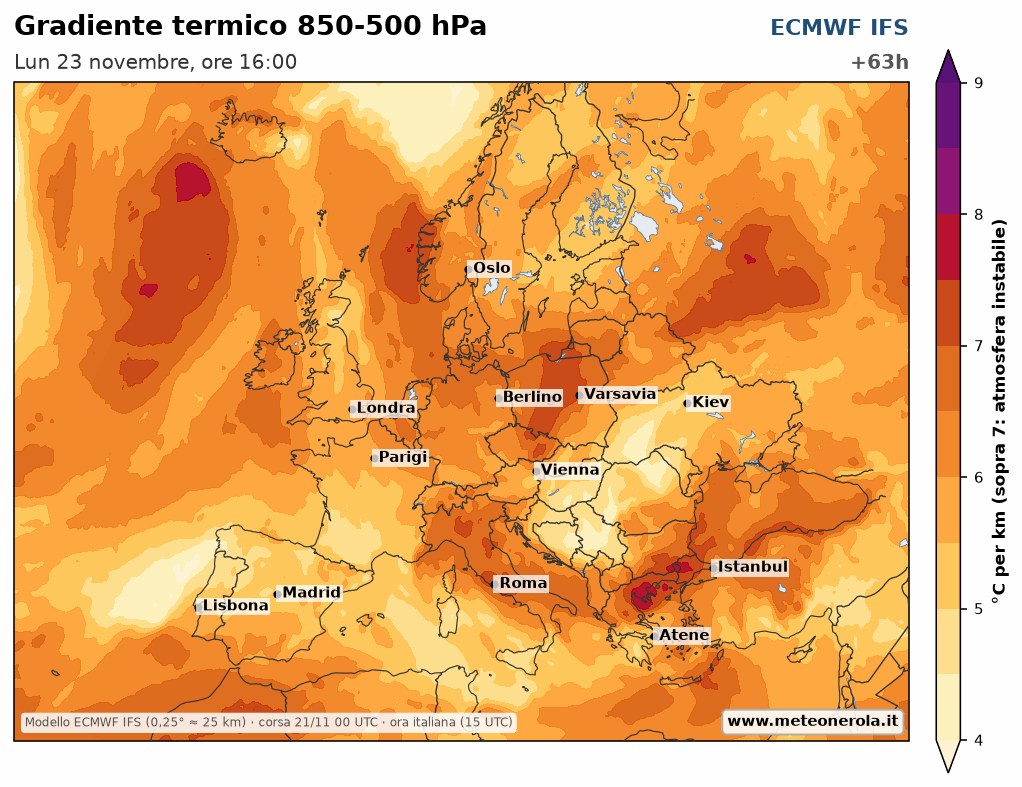 Gradiente termico 850-500 hPa
ECMWF IFS
Lun 23 novembre, ore 16:00
+63h
9
8
7
6
5
4
°C per km (sopra 7: atmosfera instabile)
Oslo
Berlino
Varsavia
Londra
Kiev
Parigi
Vienna
Istanbul
Roma
Madrid
Lisbona
Atene
Modello ECMWF IFS (0,25° ≈ 25 km) · corsa 21/11 00 UTC · ora italiana (15 UTC)
www.meteonerola.it